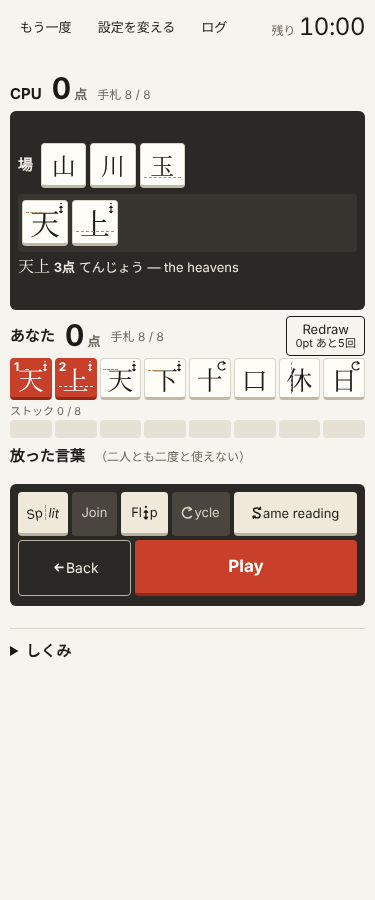 もう一度 設定を変える ログ 残り 10:00
CPU 0点 手札 8 / 8
場 山 川 玉
天 上
天上 3点 てんじょう — the heavens
あなた 0点 手札 8 / 8 Redraw
0pt あと5回
1天 2上 天 下 十 口 休 日
ストック 0 / 8
放った言葉 （二人とも二度と使えない）
Split Join Flip Cycle Same reading
←Back Play
▶ しくみ